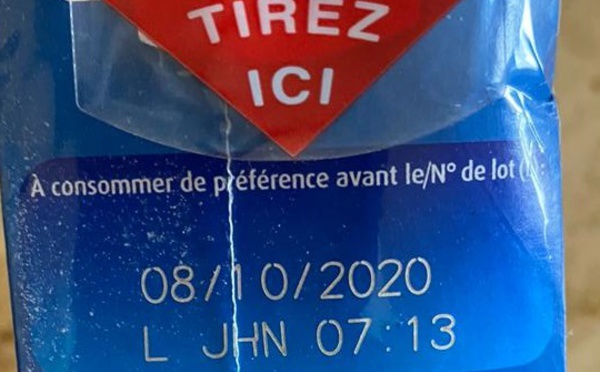 TIREZ
ICI
À consommer de préférence avant le/N° de lot (L) :
08/10/2020
L JHN 07:13